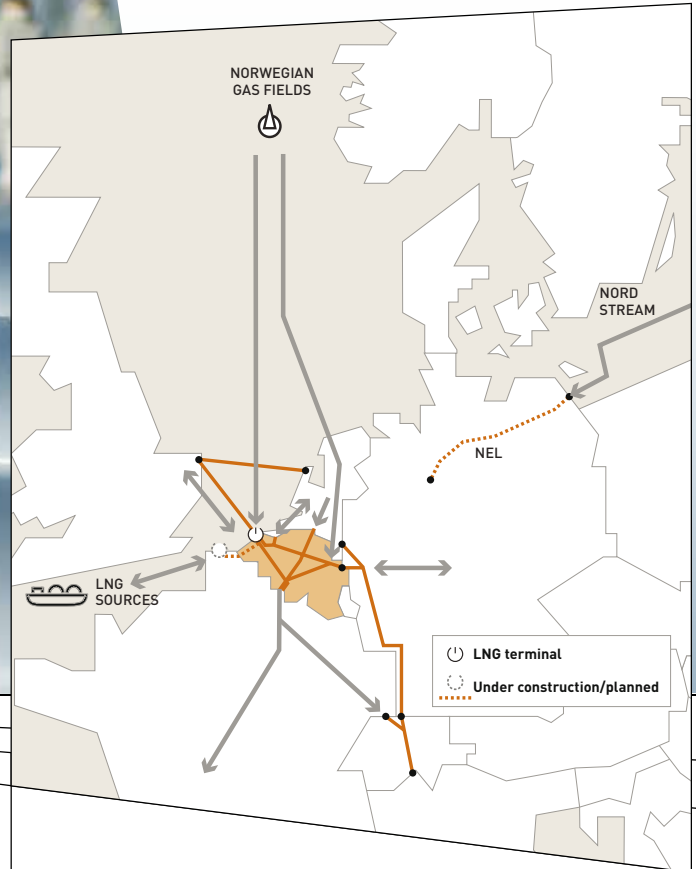 NORWEGIAN
GAS FIELDS
NORD
STREAM
NEL
LNG
SOURCES
LNG terminal
Under construction/planned